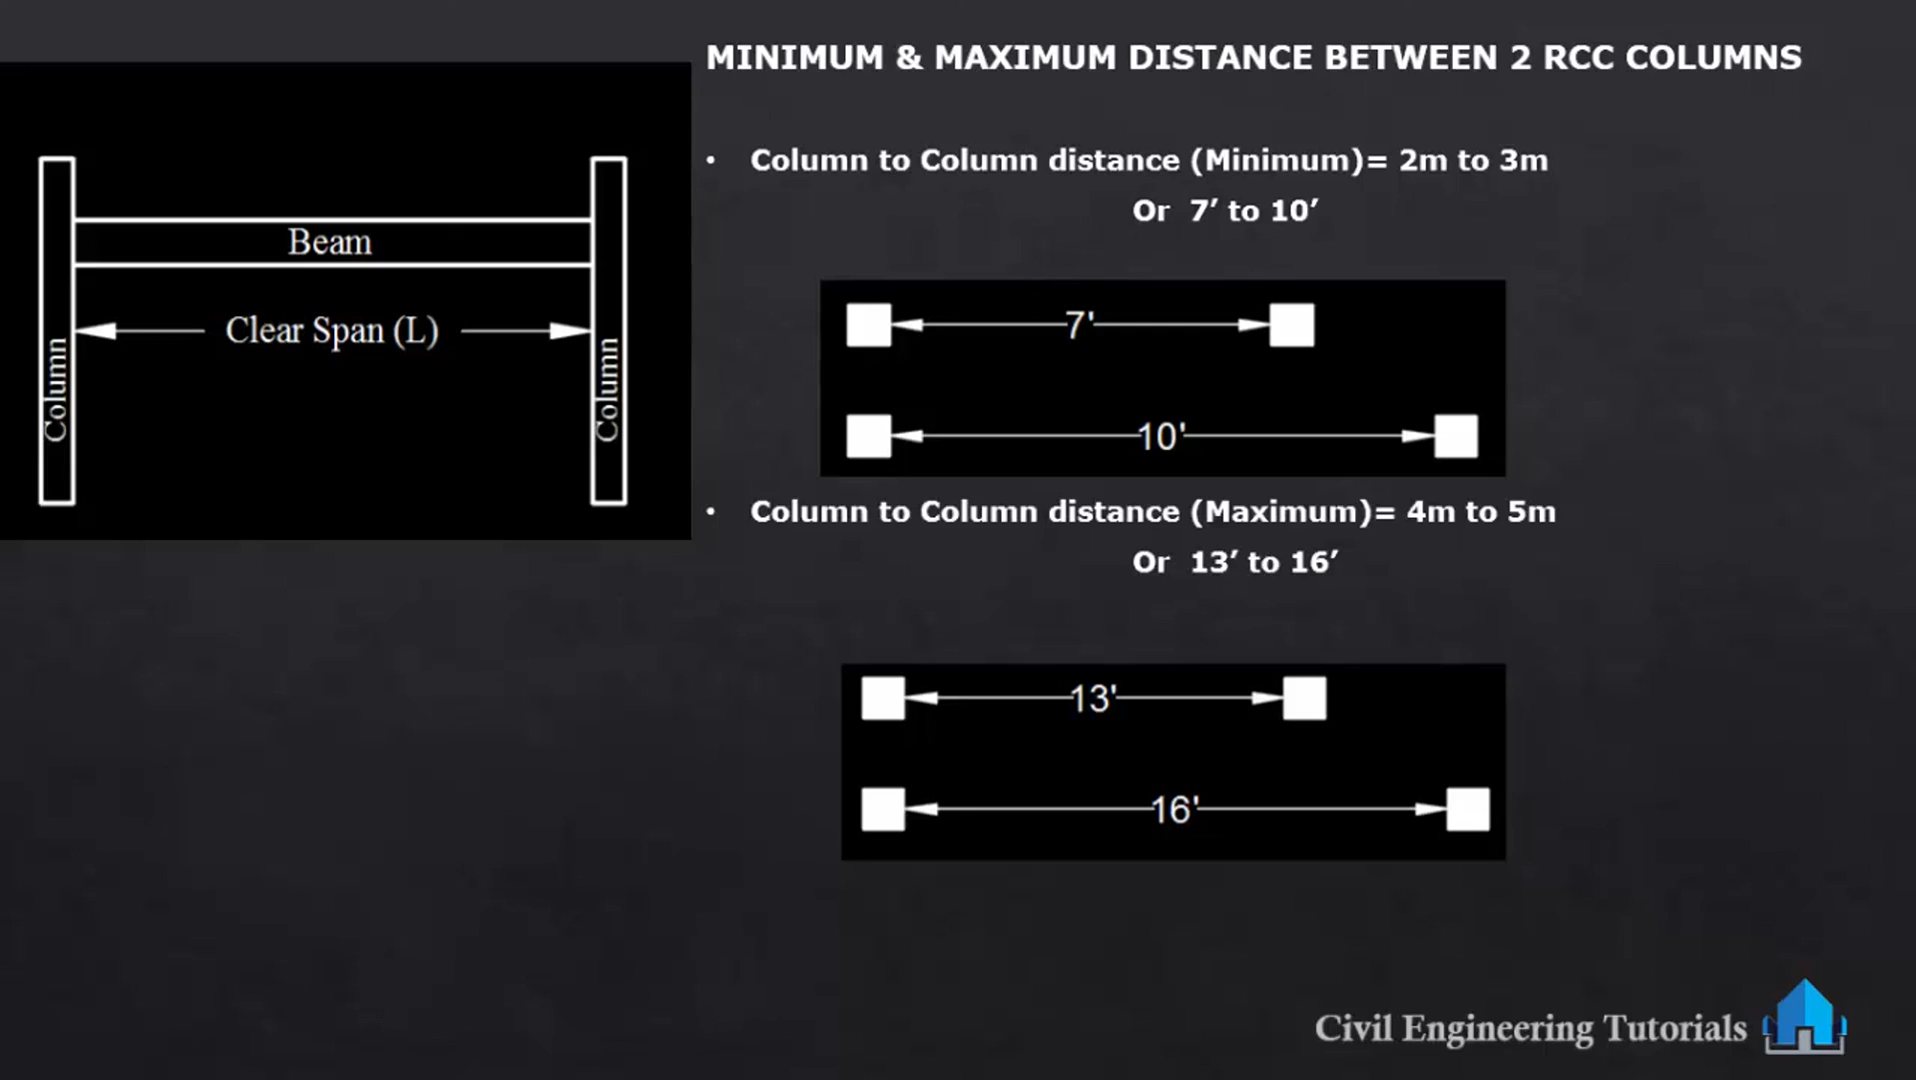 MINIMUM & MAXIMUM DISTANCE BETWEEN 2 RCC COLUMNS
Beam
Clear Span (L)
Column
Column
• Column to Column distance (Minimum)= 2m to 3m
Or 7’ to 10’
7'
10'
• Column to Column distance (Maximum)= 4m to 5m
Or 13’ to 16’
13'
16'
Civil Engineering Tutorials